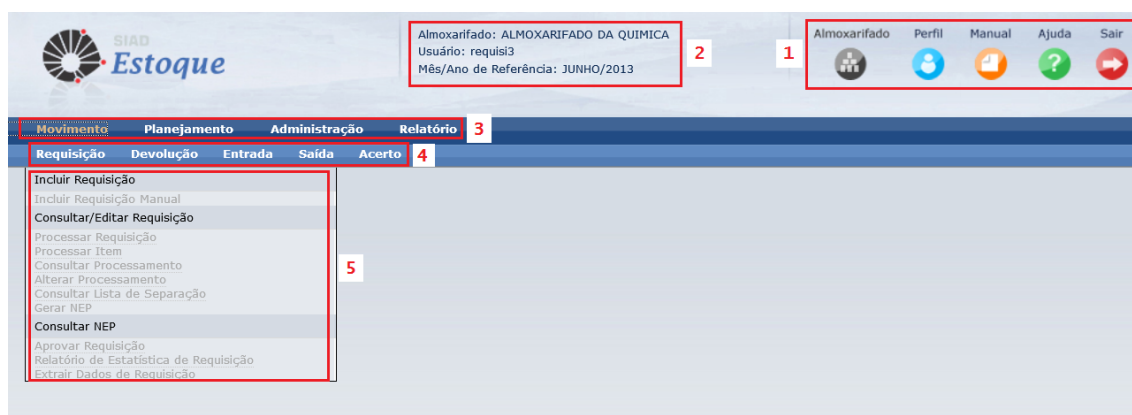 SIAD
Estoque
Almoxarifado: ALMOXARIFADO DA QUIMICA
Usuário: requisi3
Mês/Ano de Referência: JUNHO/2013
2
1
Almoxarifado Perfil Manual Ajuda Sair
?
Movimento Planejamento Administração Relatório
3
Requisição Devolução Entrada Saída Acerto
4
Incluir Requisição
Incluir Requisição Manual
Consultar/Editar Requisição
Processar Requisição
Processar Item
Consultar Processamento
Alterar Processamento
Consultar Lista de Separação
Gerar NEP
Consultar NEP
Aprovar Requisição
Relatório de Estatística de Requisição
Extrair Dados de Requisição
5